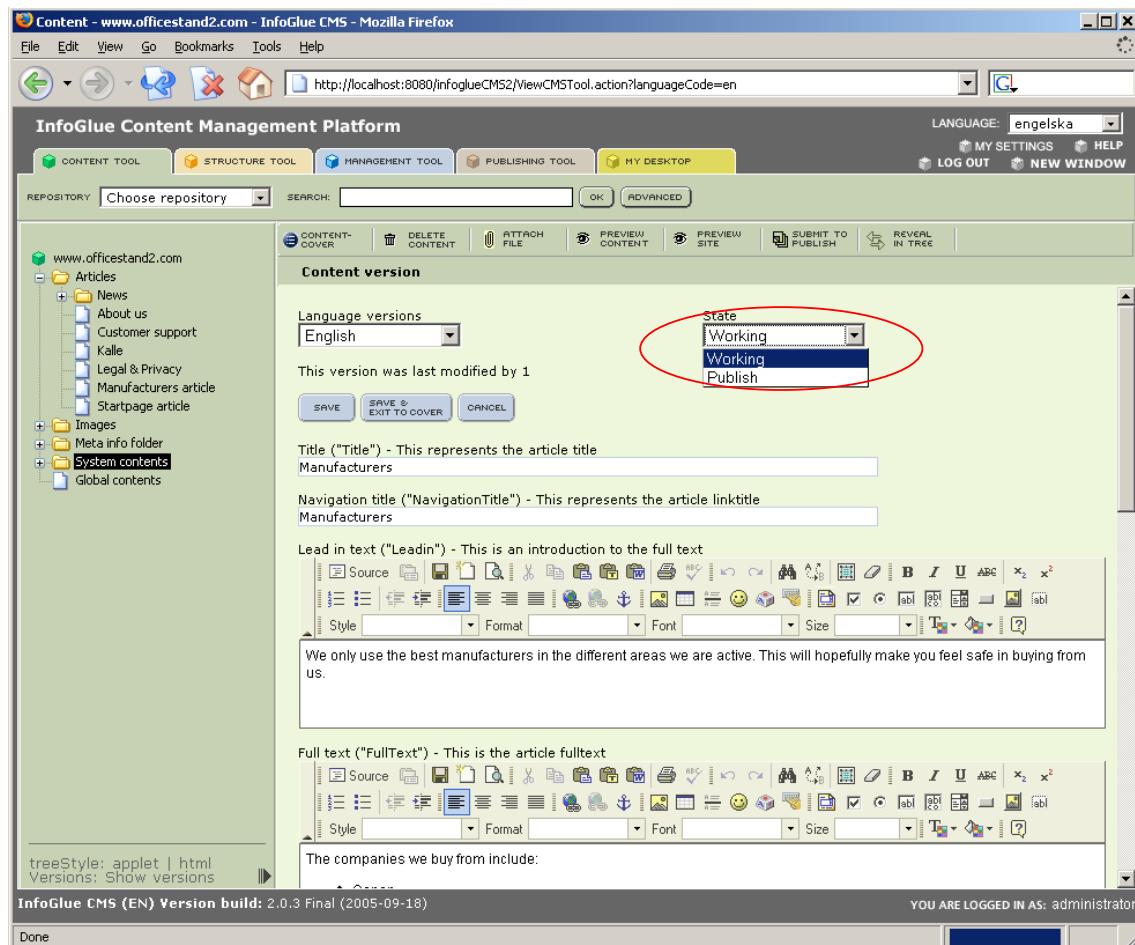 Content - www.officestand2.com - InfoGlue CMS - Mozilla Firefox
File Edit View Go Bookmarks Tools Help
http://localhost:8080/infoglueCMS2/ViewCMSTool.action?languageCode=en
G
InfoGlue Content Management Platform
LANGUAGE: engelska
MY SETTINGS HELP
LOG OUT NEW WINDOW
CONTENT TOOL STRUCTURE TOOL MANAGEMENT TOOL PUBLISHING TOOL MY DESKTOP
REPOSITORY Choose repository SEARCH: OK ADVANCED
CONTENT-COVER DELETE CONTENT ATTACH FILE PREVIEW CONTENT PREVIEW SITE SUBMIT TO PUBLISH REVEAL IN TREE
www.officestand2.com
Articles
News
About us
Customer support
Kalle
Legal & Privacy
Manufacturers article
Startpage article
Images
Meta info folder
System contents
Global contents
treeStyle: applet | html
Versions: Show versions
Content version
Language versions
English
State
Working
Working
Publish
This version was last modified by 1
SAVE SAVE & EXIT TO COVER CANCEL
Title ("Title") - This represents the article title
Manufacturers
Navigation title ("NavigationTitle") - This represents the article linktitle
Manufacturers
Lead in text ("Leadin") - This is an introduction to the full text
Source B I U ABC x₂ x²
Style Format Font Size
We only use the best manufacturers in the different areas we are active. This will hopefully make you feel safe in buying from
us.
Full text ("FullText") - This is the article fulltext
Source B I U ABC x₂ x²
Style Format Font Size
The companies we buy from include:
InfoGlue CMS (EN) Version build: 2.0.3 Final (2005-09-18)
YOU ARE LOGGED IN AS: administrator
Done